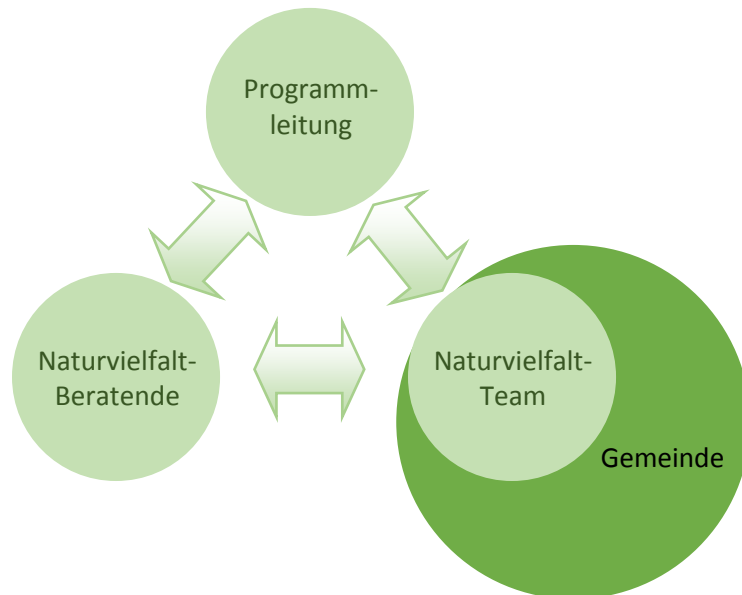 Programm-
leitung
Naturvielfalt-
Beratende
Naturvielfalt-
Team
Gemeinde